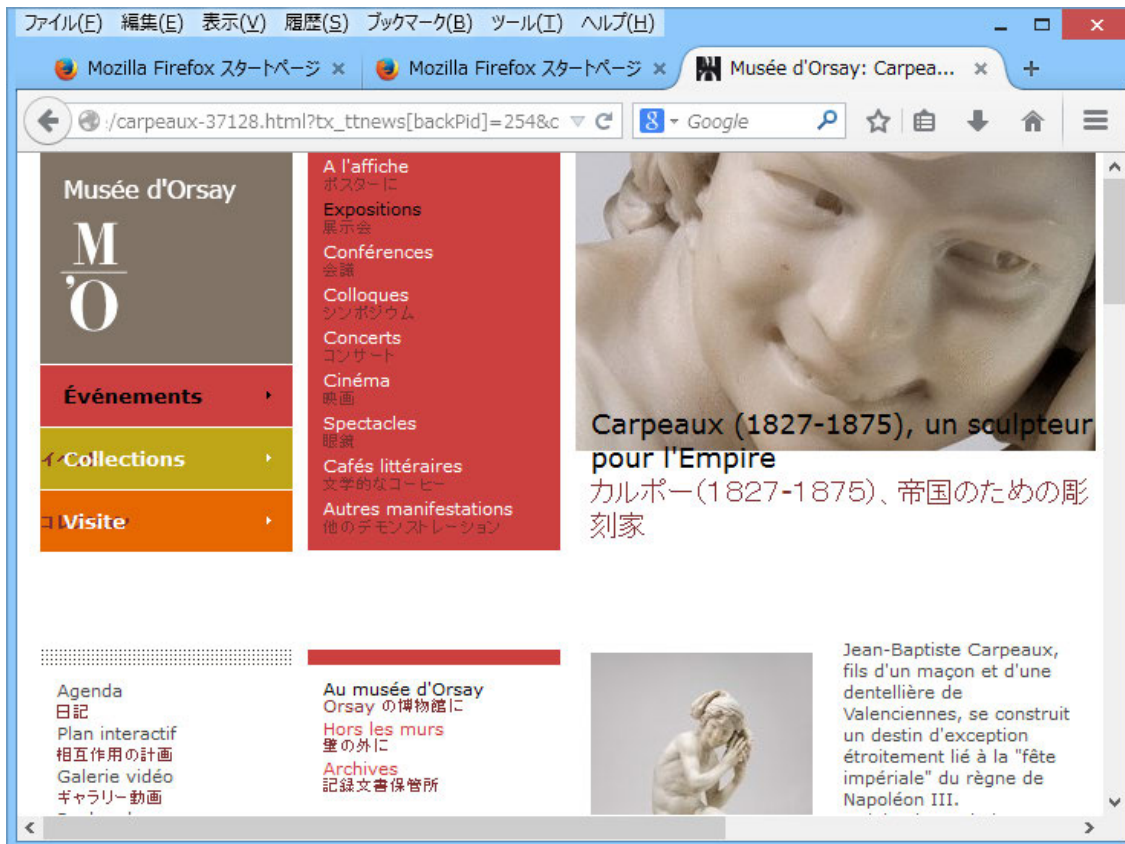 ファイル(F) 編集(E) 表示(V) 履歴(S) ブックマーク(B) ツール(T) ヘルプ(H)
Mozilla Firefox スタートページ
Mozilla Firefox スタートページ
Musée d'Orsay: Carpea...
:/carpeaux-37128.html?tx_ttnews[backPid]=254&c
Google
Musée d'Orsay
M
'O
Événements
Collections
Visite
A l'affiche
ポスターに
Expositions
展示会
Conférences
会議
Colloques
シンポジウム
Concerts
コンサート
Cinéma
映画
Spectacles
眼鏡
Cafés littéraires
文学的なコーヒー
Autres manifestations
他のデモンストレーション
Carpeaux (1827-1875), un sculpteur
pour l'Empire
カルポー(1827-1875)、帝国のための彫
刻家
Agenda
日記
Plan interactif
相互作用の計画
Galerie vidéo
ギャラリー動画
Au musée d'Orsay
Orsay の博物館に
Hors les murs
壁の外に
Archives
記録文書保管所
Jean-Baptiste Carpeaux,
fils d'un maçon et d'une
dentellière de
Valenciennes, se construit
un destin d'exception
étroitement lié à la "fête
impériale" du règne de
Napoléon III.